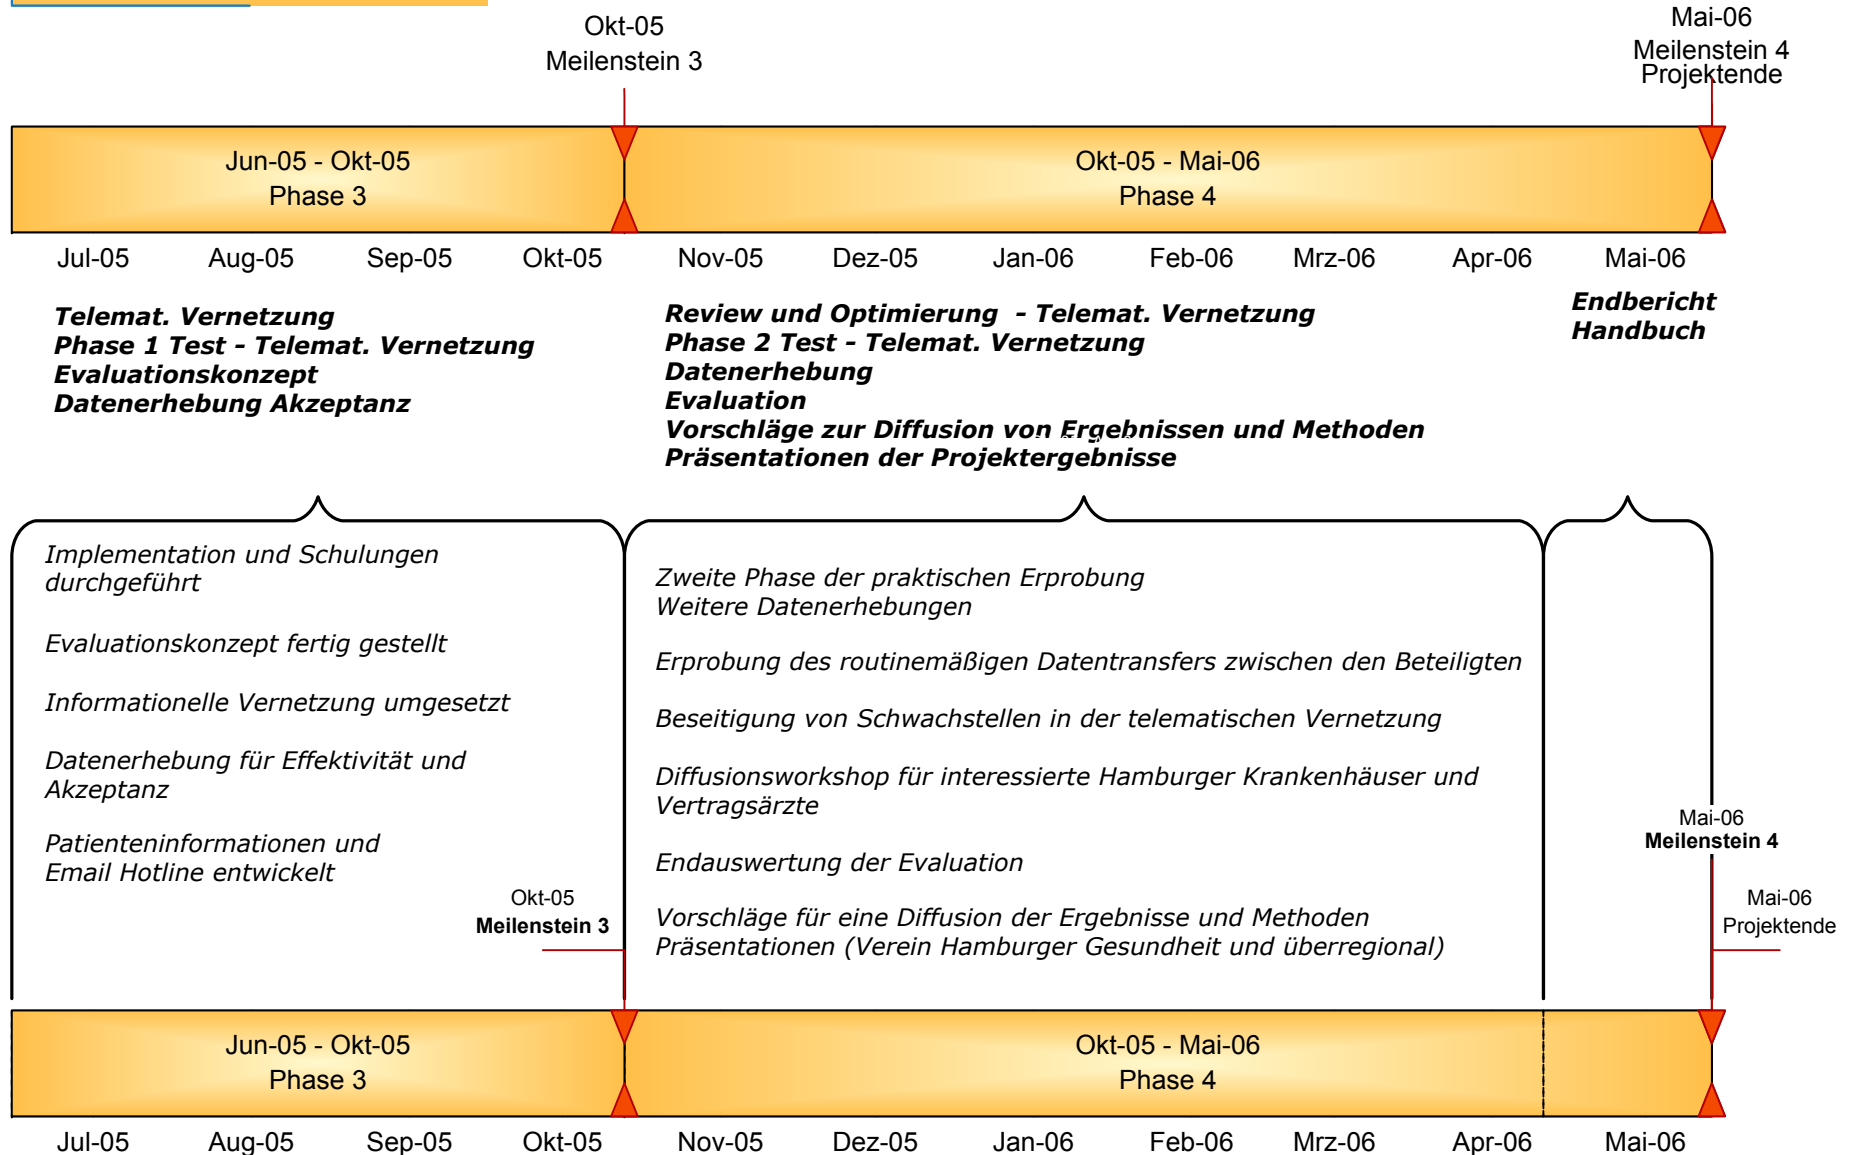 Okt-05
Meilenstein 3
Mai-06
Meilenstein 4
Projektende
Jun-05 - Okt-05
Phase 3
Okt-05 - Mai-06
Phase 4
Jul-05 Aug-05 Sep-05 Okt-05 Nov-05 Dez-05 Jan-06 Feb-06 Mrz-06 Apr-06 Mai-06
Telemat. Vernetzung
Phase 1 Test - Telemat. Vernetzung
Evaluationskonzept
Datenerhebung Akzeptanz
Review und Optimierung - Telemat. Vernetzung
Phase 2 Test - Telemat. Vernetzung
Datenerhebung
Evaluation
Vorschläge zur Diffusion von Ergebnissen und Methoden
Präsentationen der Projektergebnisse
Endbericht
Handbuch
Implementation und Schulungen
durchgeführt
Evaluationskonzept fertig gestellt
Informationelle Vernetzung umgesetzt
Datenerhebung für Effektivität und
Akzeptanz
Patienteninformationen und
Email Hotline entwickelt
Okt-05
Meilenstein 3
Zweite Phase der praktischen Erprobung
Weitere Datenerhebungen
Erprobung des routinemäßigen Datentransfers zwischen den Beteiligten
Beseitigung von Schwachstellen in der telematischen Vernetzung
Diffusionsworkshop für interessierte Hamburger Krankenhäuser und
Vertragsärzte
Endauswertung der Evaluation
Vorschläge für eine Diffusion der Ergebnisse und Methoden
Präsentationen (Verein Hamburger Gesundheit und überregional)
Mai-06
Meilenstein 4
Mai-06
Projektende
Jun-05 - Okt-05
Phase 3
Okt-05 - Mai-06
Phase 4
Jul-05 Aug-05 Sep-05 Okt-05 Nov-05 Dez-05 Jan-06 Feb-06 Mrz-06 Apr-06 Mai-06